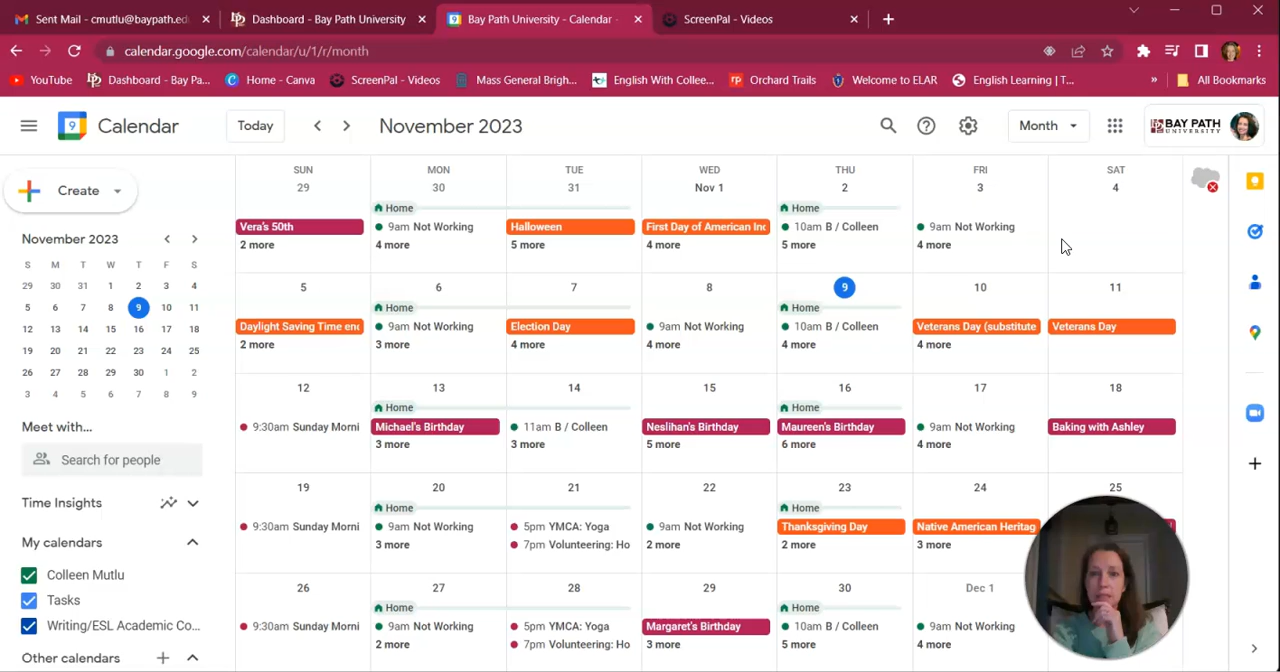 Sent Mail - cmutlu@baypath.ed
Dashboard - Bay Path University
Bay Path University - Calendar -
ScreenPal - Videos
calendar.google.com/calendar/u/1/r/month
YouTube
Dashboard - Bay Pa...
Home - Canva
ScreenPal - Videos
Mass General Brigh...
English With Collee...
Orchard Trails
Welcome to ELAR
English Learning | T...
»
All Bookmarks
9
Calendar
Today
November 2023
Month
BAY PATH
UNIVERSITY
Create
November 2023
S M T W T F S
29 30 31 1 2 3 4
5 6 7 8 9 10 11
12 13 14 15 16 17 18
19 20 21 22 23 24 25
26 27 28 29 30 1 2
3 4 5 6 7 8 9
Meet with...
Search for people
Time Insights
My calendars
Colleen Mutlu
Tasks
Writing/ESL Academic Co...
Other calendars
SUN MON TUE WED THU FRI SAT
29 30 31 Nov 1 2 3 4
Home Home
Vera's 50th 9am Not Working Halloween First Day of American Inc 10am B / Colleen 9am Not Working
2 more 4 more 5 more 4 more 5 more 4 more
5 6 7 8 9 10 11
Home Home
Daylight Saving Time enc 9am Not Working Election Day 9am Not Working 10am B / Colleen Veterans Day (substitute Veterans Day
2 more 3 more 4 more 4 more 4 more 4 more
12 13 14 15 16 17 18
Home Home
9:30am Sunday Morni Michael's Birthday 11am B / Colleen Neslihan's Birthday Maureen's Birthday 9am Not Working Baking with Ashley
3 more 3 more 5 more 6 more 4 more
19 20 21 22 23 24 25
Home Home
9:30am Sunday Morni 9am Not Working 5pm YMCA: Yoga 9am Not Working Thanksgiving Day Native American Heritag
3 more 7pm Volunteering: Ho 2 more 2 more 3 more
26 27 28 29 30 Dec 1
Home Home
9:30am Sunday Morni 9am Not Working 5pm YMCA: Yoga Margaret's Birthday 10am B / Colleen 9am Not Working
2 more 7pm Volunteering: Ho 3 more 5 more 4 more